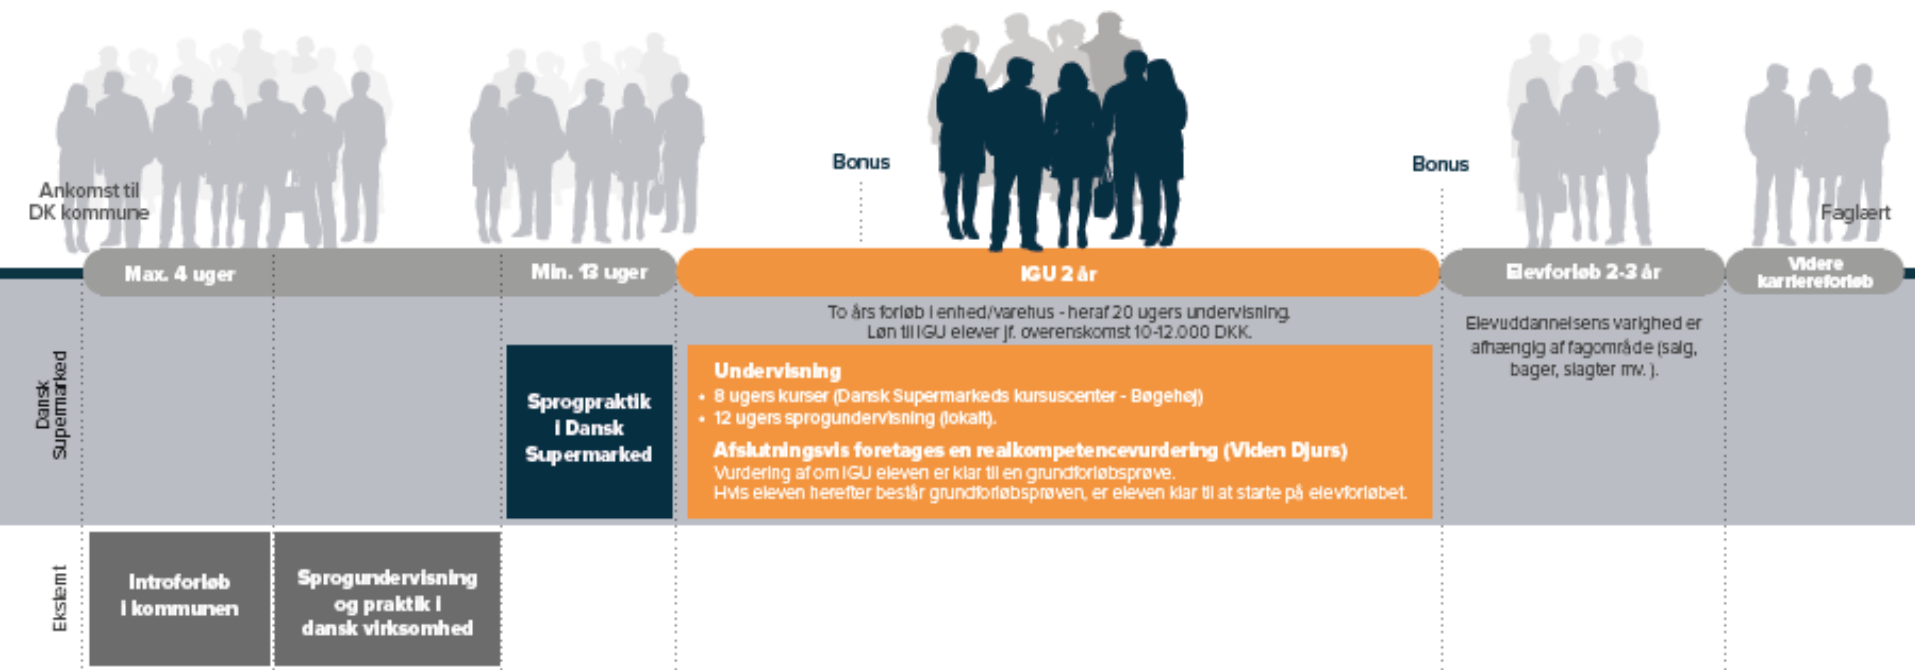 Ankomst til
DK kommune
Bonus
Bonus
Faglært
Max. 4 uger
Min. 13 uger
IGU 2 år
Elevforløb 2-3 år
Videre
karriereforløb
Dansk
Supermarked
To års forløb i enhed/varehus - heraf 20 ugers undervisning.
Løn til IGU elever jf. overenskomst 10-12.000 DKK.
Elevuddannelsens varighed er
afhængig af fagområde (salg,
bager, slagter mv.).
Sprogpraktik
i Dansk
Supermarked
Undervisning
• 8 ugers kurser (Dansk Supermarkeds kursuscenter - Bøgehøj)
• 12 ugers sprogundervisning (lokalt).
Afslutningsvis foretages en realkompetencevurdering (Viden Djurs)
Vurdering af om IGU eleven er klar til en grundforløbsprøve.
Hvis eleven herefter består grundforløbsprøven, er eleven klar til at starte på elevforløbet.
Eksternt
Introforløb
i kommunen
Sprogundervisning
og praktik i
dansk virksomhed